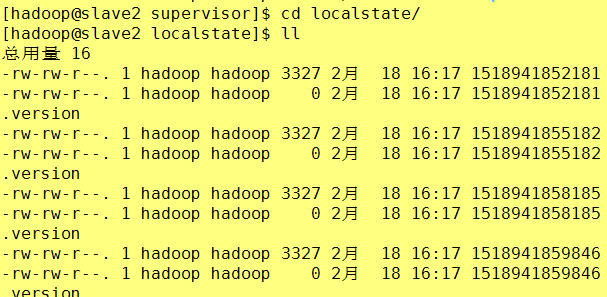 [hadoop@slave2 supervisor]$ cd localstate/
[hadoop@slave2 localstate]$ ll
总用量 16
-rw-rw-r--. 1 hadoop hadoop 3327 2月  18 16:17 1518941852181
-rw-rw-r--. 1 hadoop hadoop    0 2月  18 16:17 1518941852181
.version
-rw-rw-r--. 1 hadoop hadoop 3327 2月  18 16:17 1518941855182
-rw-rw-r--. 1 hadoop hadoop    0 2月  18 16:17 1518941855182
.version
-rw-rw-r--. 1 hadoop hadoop 3327 2月  18 16:17 1518941858185
-rw-rw-r--. 1 hadoop hadoop    0 2月  18 16:17 1518941858185
.version
-rw-rw-r--. 1 hadoop hadoop 3327 2月  18 16:17 1518941859846
-rw-rw-r--. 1 hadoop hadoop    0 2月  18 16:17 1518941859846
.version